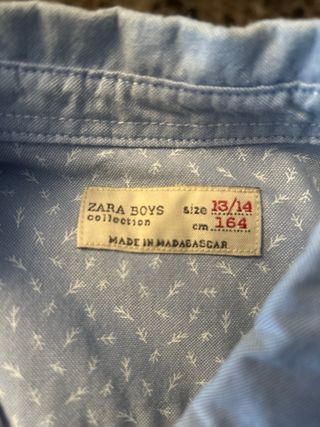 ZARA BOYS size 13/14
collection cm 164
MADE IN MADAGASCAR